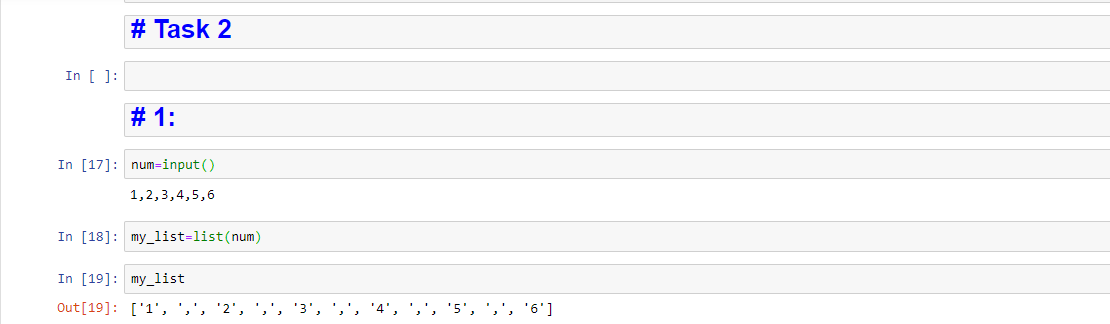 # Task 2
In [ ]:
# 1:
In [17]: num=input()
1,2,3,4,5,6
In [18]: my_list=list(num)
In [19]: my_list
Out[19]: ['1', ',', '2', ',', '3', ',', '4', ',', '5', ',', '6']